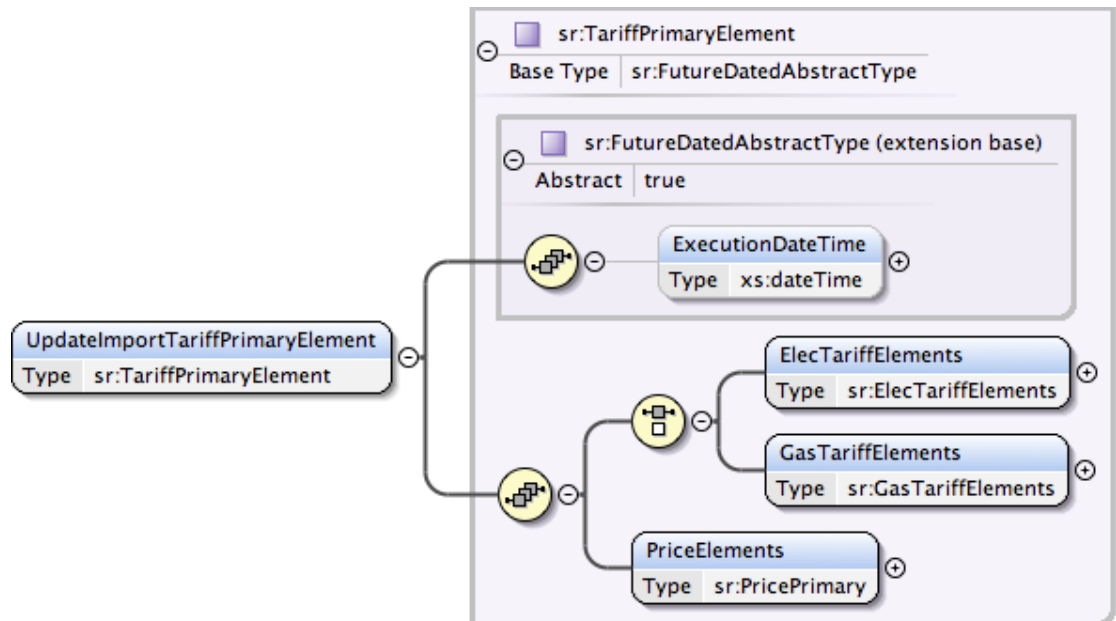 sr:TariffPrimaryElement
Base Type sr:FutureDatedAbstractType
sr:FutureDatedAbstractType (extension base)
Abstract true
ExecutionDateTime
Type xs:dateTime
UpdateImportTariffPrimaryElement
Type sr:TariffPrimaryElement
ElecTariffElements
Type sr:ElecTariffElements
GasTariffElements
Type sr:GasTariffElements
PriceElements
Type sr:PricePrimary